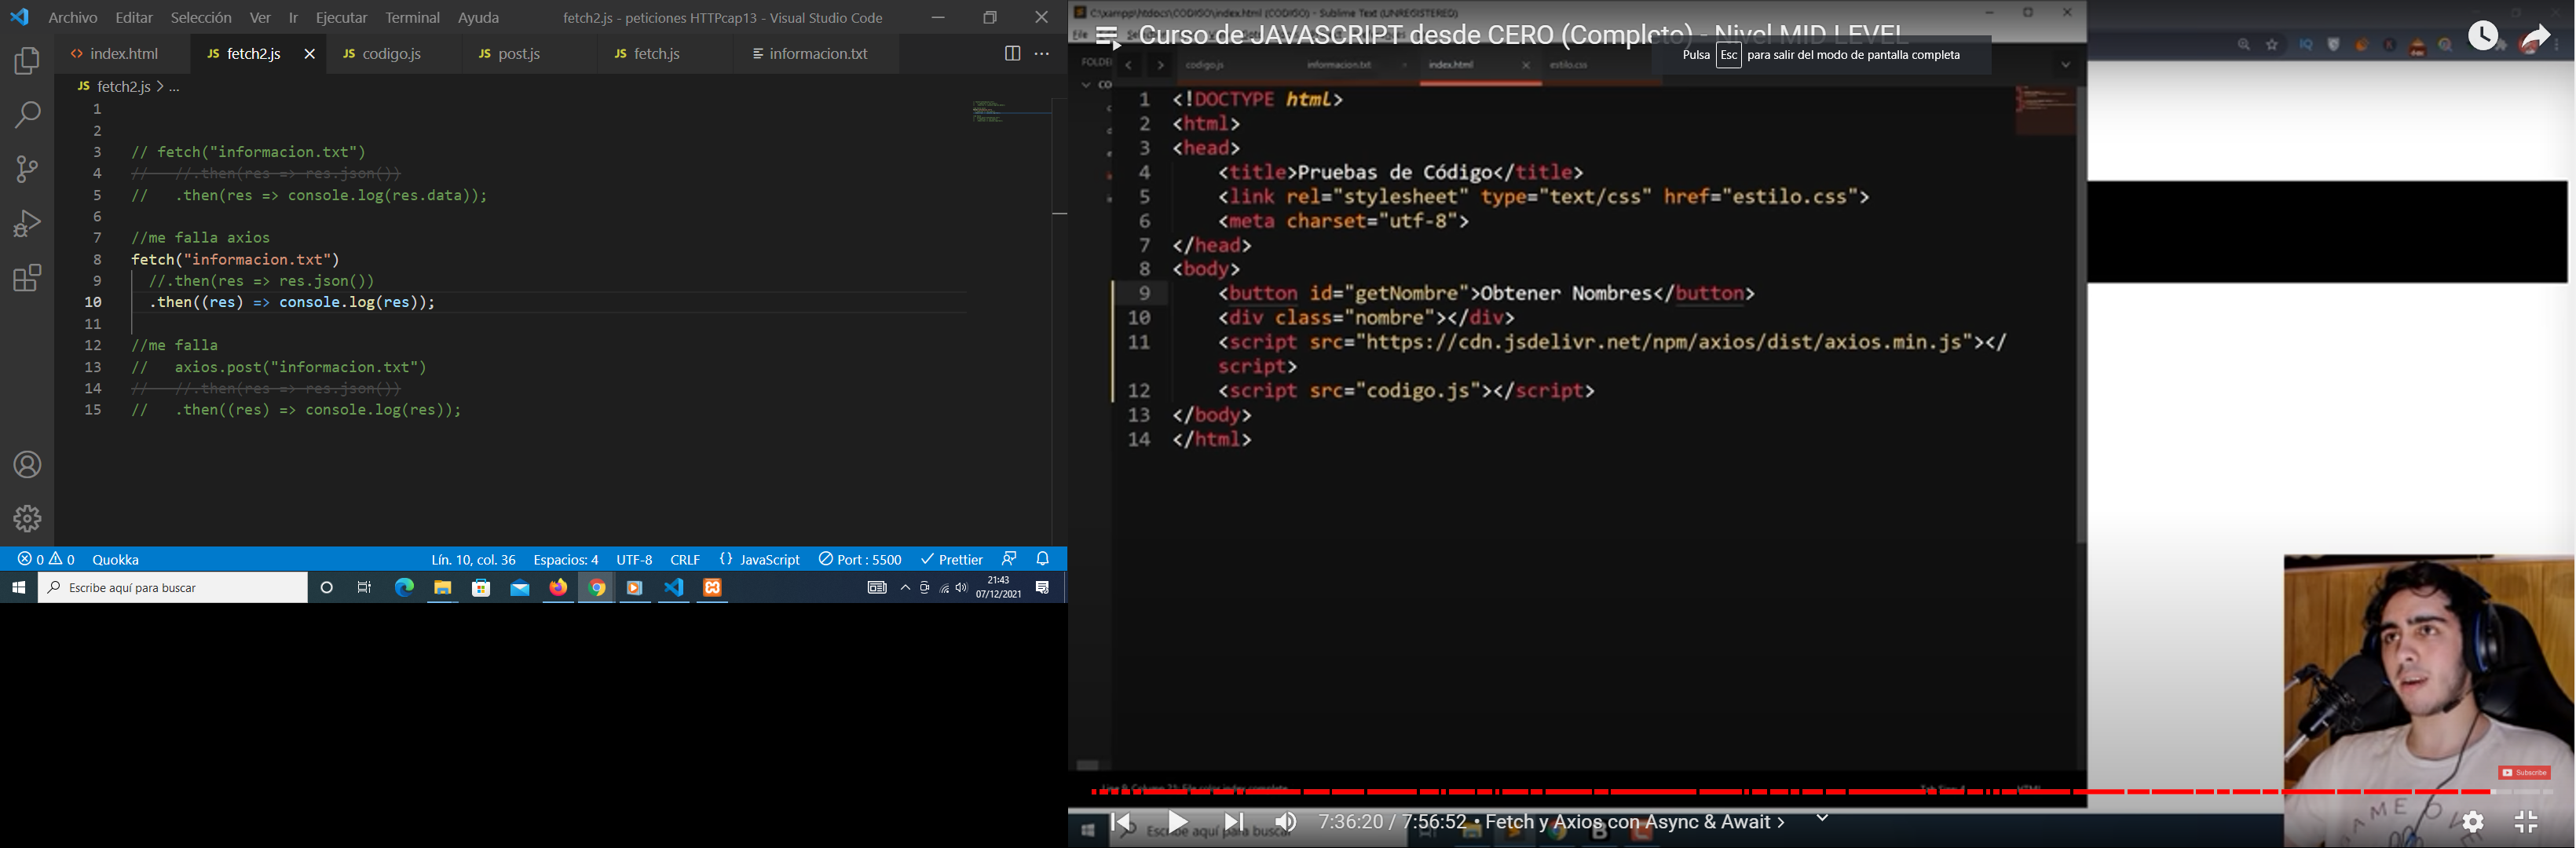 Archivo Editar Selección Ver Ir Ejecutar Terminal Ayuda
fetch2.js - peticiones HTTPcap13 - Visual Studio Code
index.html
JS fetch2.js
JS codigo.js
JS post.js
JS fetch.js
informacion.txt
JS fetch2.js > ...
1
2
3 // fetch("informacion.txt")
4 // //.then(res => res.json())
5 // .then(res => console.log(res.data));
6
7 //me falla axios
8 fetch("informacion.txt")
9 //.then(res => res.json())
10 .then((res) => console.log(res));
11
12 //me falla
13 // axios.post("informacion.txt")
14 // //.then(res => res.json())
15 // .then((res) => console.log(res));
0 0 Quokka
Lín. 10, col. 36 Espacios: 4 UTF-8 CRLF {} JavaScript Port : 5500 Prettier
Escribe aquí para buscar
21:43
07/12/2021
C:\xampp\htdocs\CODIGO\index.html (CODIGO) - Sublime Text (UNREGISTERED)
Curso de JAVASCRIPT desde CERO (Completo) - Nivel MID LEVEL
Pulsa Esc para salir del modo de pantalla completa
codigo.js
informacion.txt
index.html
estilo.css
1 <!DOCTYPE html>
2 <html>
3 <head>
4 <title>Pruebas de Código</title>
5 <link rel="stylesheet" type="text/css" href="estilo.css">
6 <meta charset="utf-8">
7 </head>
8 <body>
9 <button id="getNombre">Obtener Nombres</button>
10 <div class="nombre"></div>
11 <script src="https://cdn.jsdelivr.net/npm/axios/dist/axios.min.js"></
script>
12 <script src="codigo.js"></script>
13 </body>
14 </html>
Subscribe
7:36:20 / 7:56:52 • Fetch y Axios con Async & Await >
Escribe aquí para buscar